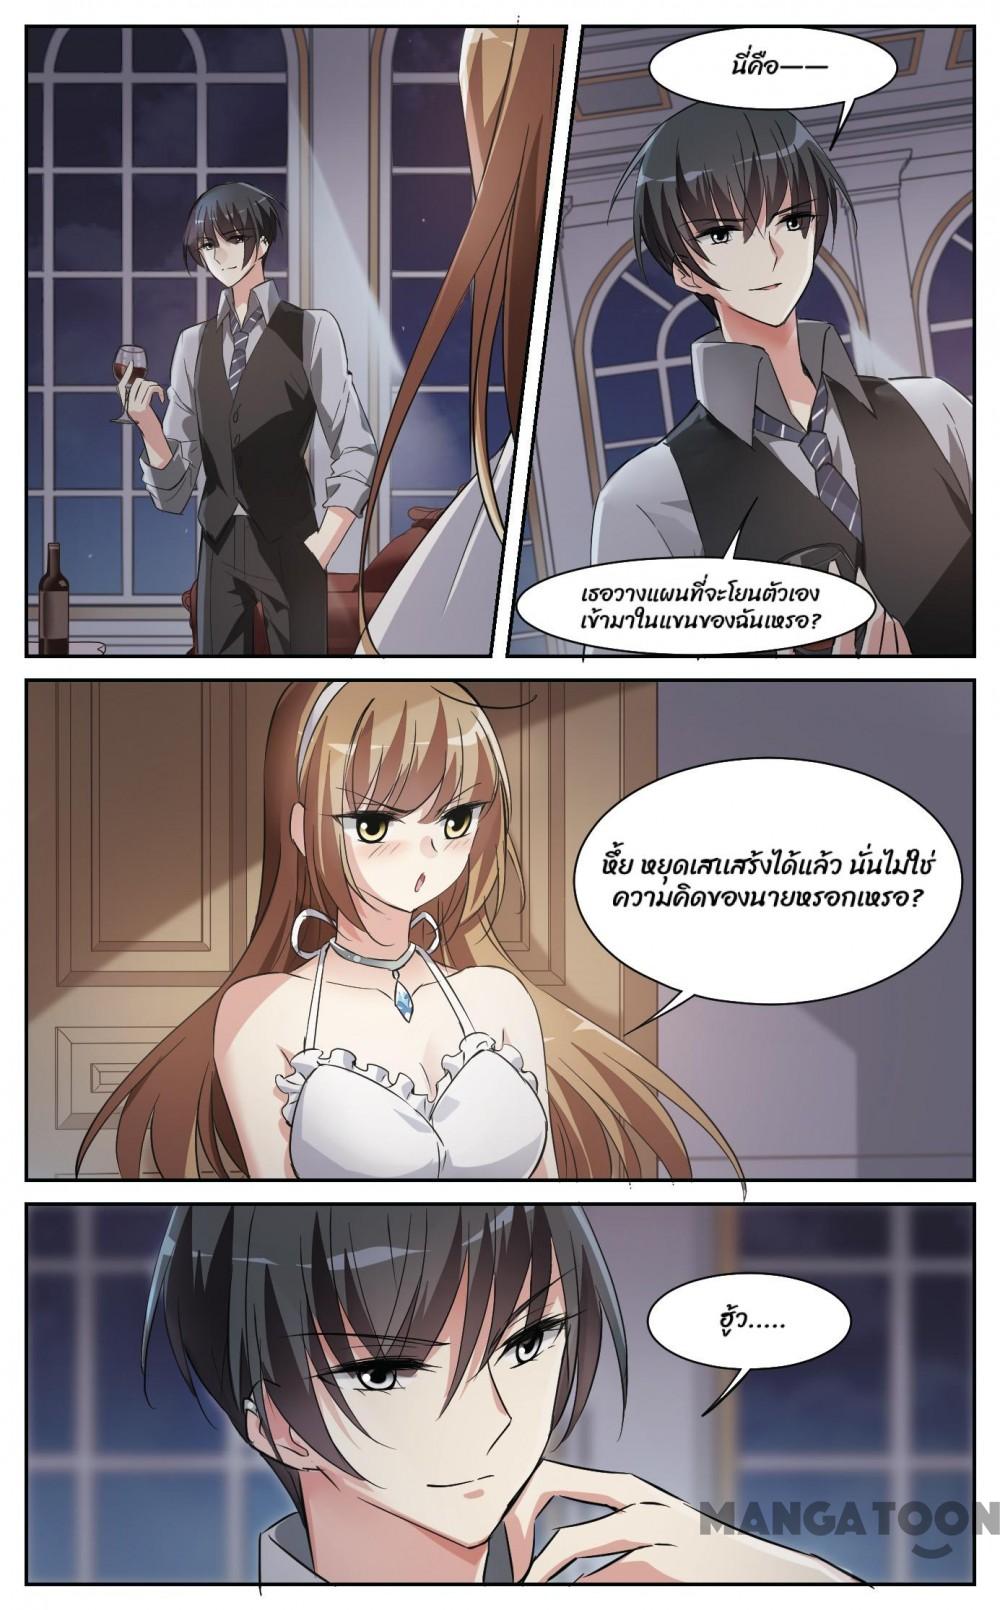 นี่คือ——
เธอวางแผนที่จะโยนตัวเอง
เข้ามาในแขนของฉันเหรอ?
หึ้ย หยุดเสแสร้งได้แล้ว นั่นไม่ใช่
ความคิดของนายหรอกเหรอ?
ฮู้ว.....
MANGATOON